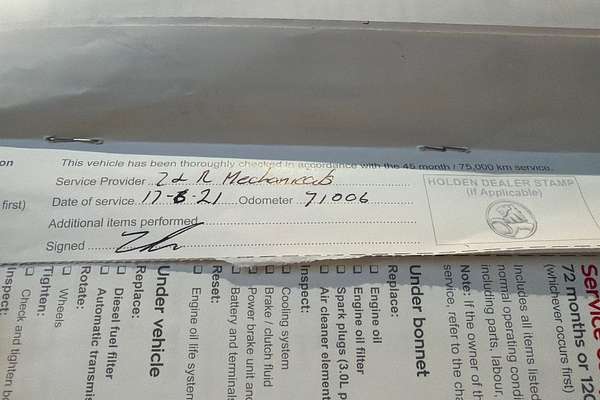 This vehicle has been thoroughly checked in accordance with the 45 month / 75,000 km service.
Service Provider Z & R Mechanicals
Date of service 17-6-21 Odometer 71006
Additional items performed
Signed
HOLDEN DEALER STAMP
(If Applicable)
on
first)
72 months or
(whichever occurs first)
Includes all items listed
normal operating condi
including parts, labour,
Note: If the owner of th
service, refer to the cha
Under bonnet
Replace:
Engine oil
Engine oil filter
Spark plugs (3.0L p
Air cleaner element
Inspect:
Cooling system
Brake / clutch fluid
Power brake unit and
Battery and terminals
Reset:
Engine oil life system
Under vehicle
Replace:
Diesel fuel filter
Automatic transmis
Rotate:
Wheels
Tighten:
Check and tighten bo
Inspect: